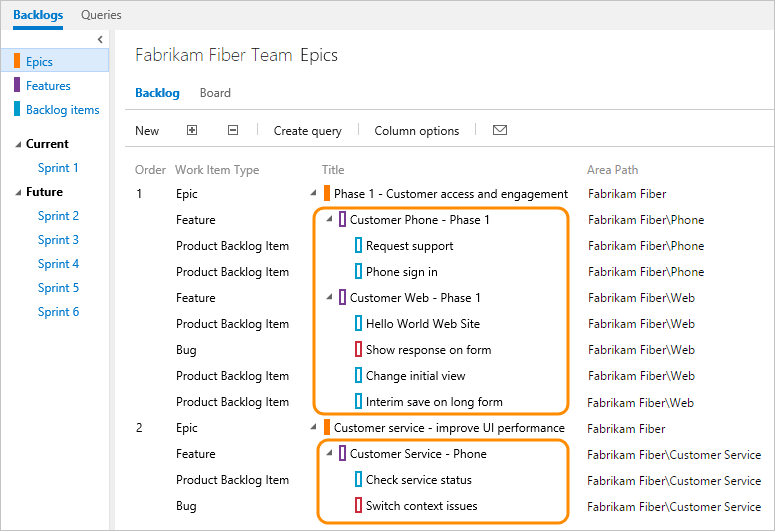 Backlogs Queries
Epics
Features
Backlog items
Current
Sprint 1
Future
Sprint 2
Sprint 3
Sprint 4
Sprint 5
Sprint 6
Fabrikam Fiber Team Epics
Backlog Board
New Create query Column options
Order Work Item Type Title Area Path
1 Epic Phase 1 - Customer access and engagement Fabrikam Fiber
Feature Customer Phone - Phase 1 Fabrikam Fiber\Phone
Product Backlog Item Request support Fabrikam Fiber\Phone
Product Backlog Item Phone sign in Fabrikam Fiber\Phone
Feature Customer Web - Phase 1 Fabrikam Fiber\Web
Product Backlog Item Hello World Web Site Fabrikam Fiber\Web
Bug Show response on form Fabrikam Fiber\Web
Product Backlog Item Change initial view Fabrikam Fiber\Web
Product Backlog Item Interim save on long form Fabrikam Fiber\Web
2 Epic Customer service - improve UI performance Fabrikam Fiber
Feature Customer Service - Phone Fabrikam Fiber\Customer Service
Product Backlog Item Check service status Fabrikam Fiber\Customer Service
Bug Switch context issues Fabrikam Fiber\Customer Service